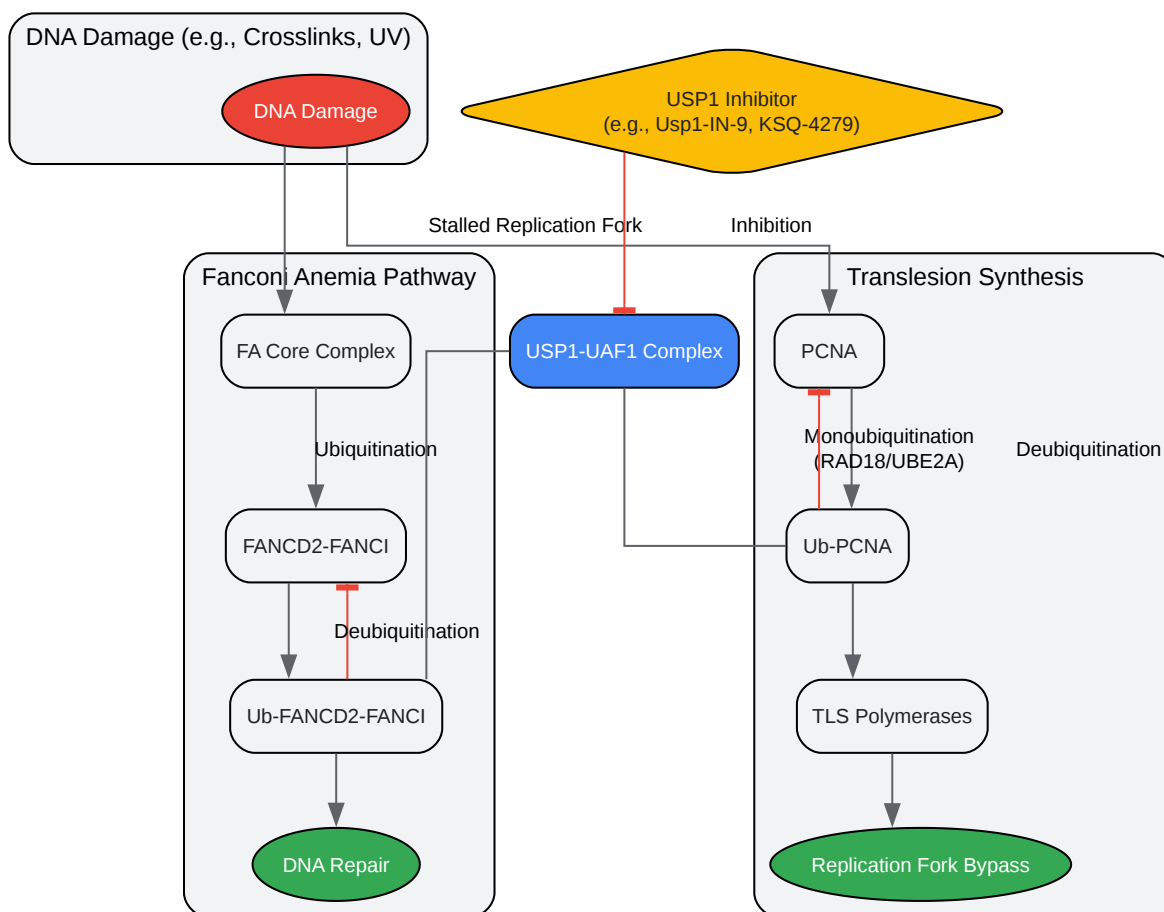 DNA Damage (e.g., Crosslinks, UV)
DNA Damage
USP1 Inhibitor
(e.g., Usp1-IN-9, KSQ-4279)
Stalled Replication Fork
Inhibition
Fanconi Anemia Pathway
Translesion Synthesis
FA Core Complex
USP1-UAF1 Complex
PCNA
Ubiquitination
Monoubiquitination
(RAD18/UBE2A)
Deubiquitination
FANCD2-FANCI
Ub-PCNA
Deubiquitination
Ub-FANCD2-FANCI
TLS Polymerases
DNA Repair
Replication Fork Bypass